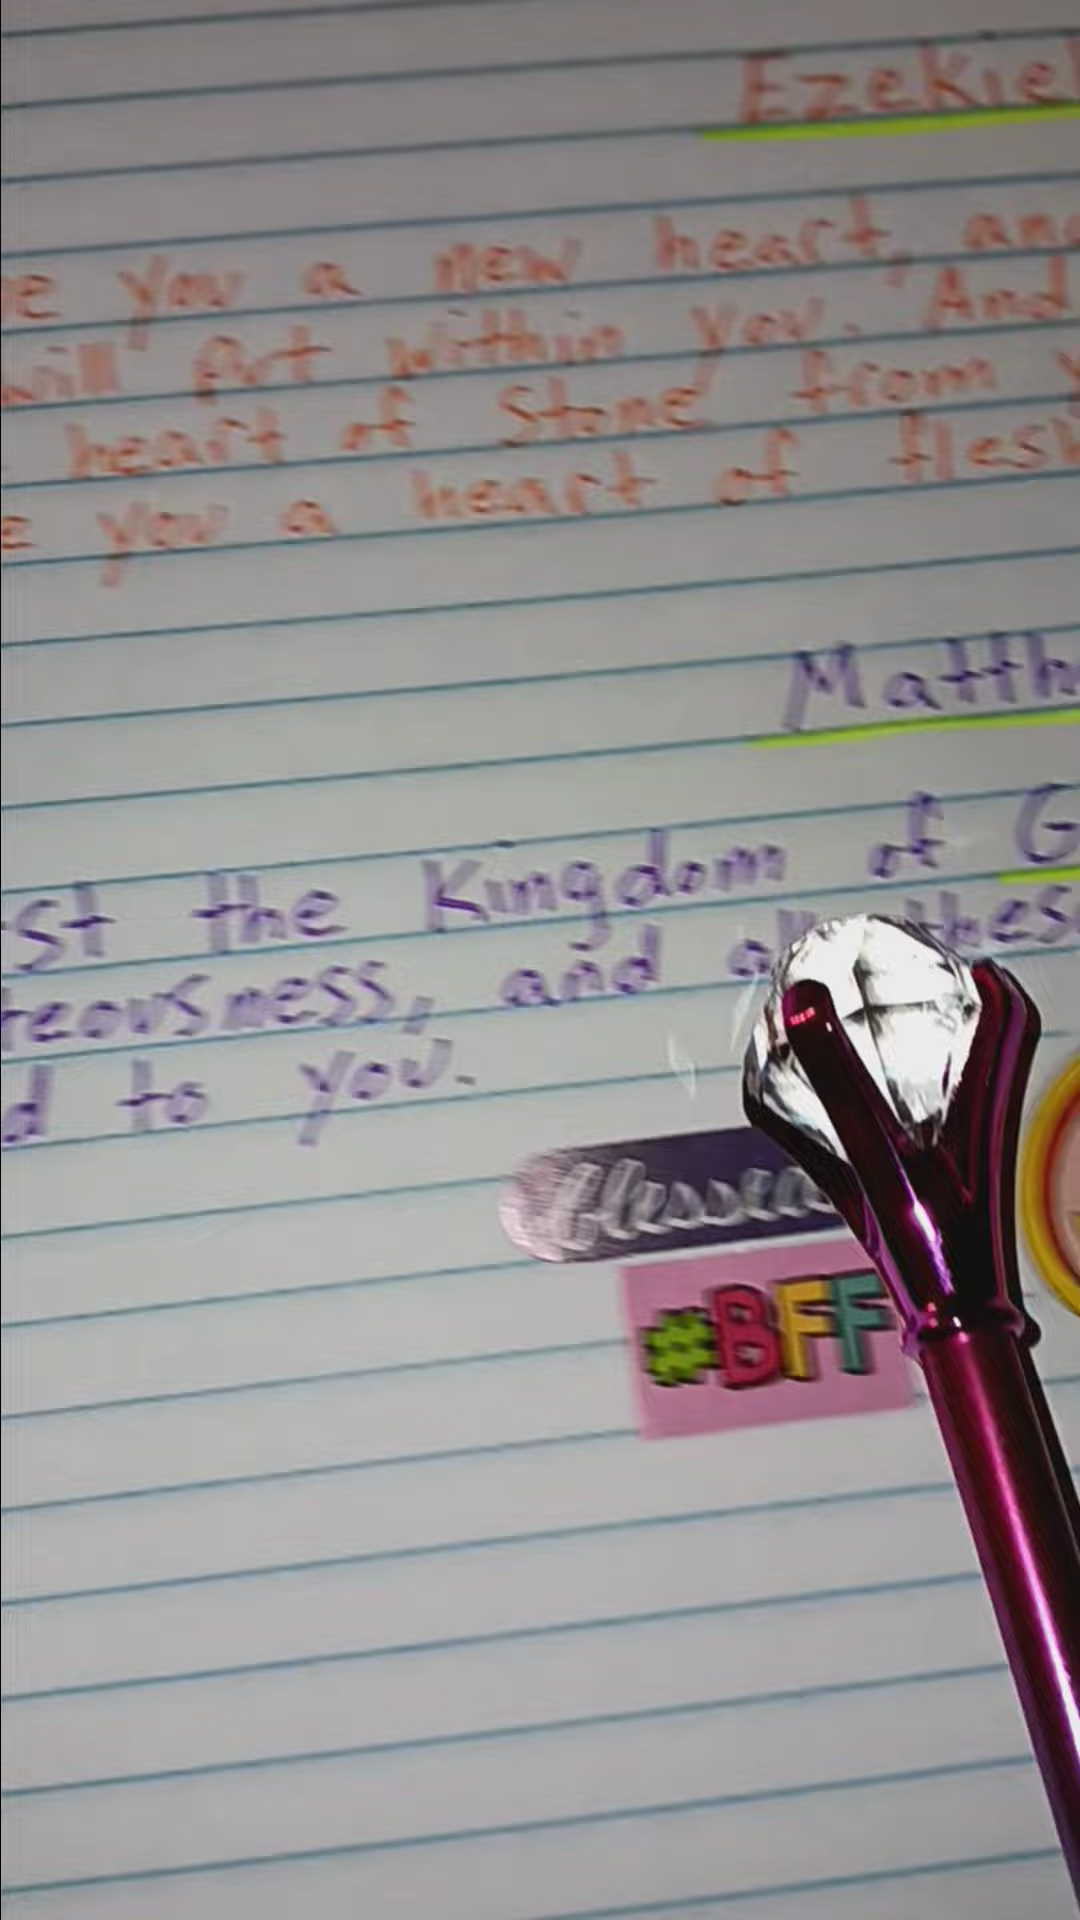 Ezekiel
e you a new heart, and
will put within you. And
heart of Stone from y
e you a heart of flesh
Matth
st the Kingdom of G
teousness, and all these
d to you.
blessed
#BFF